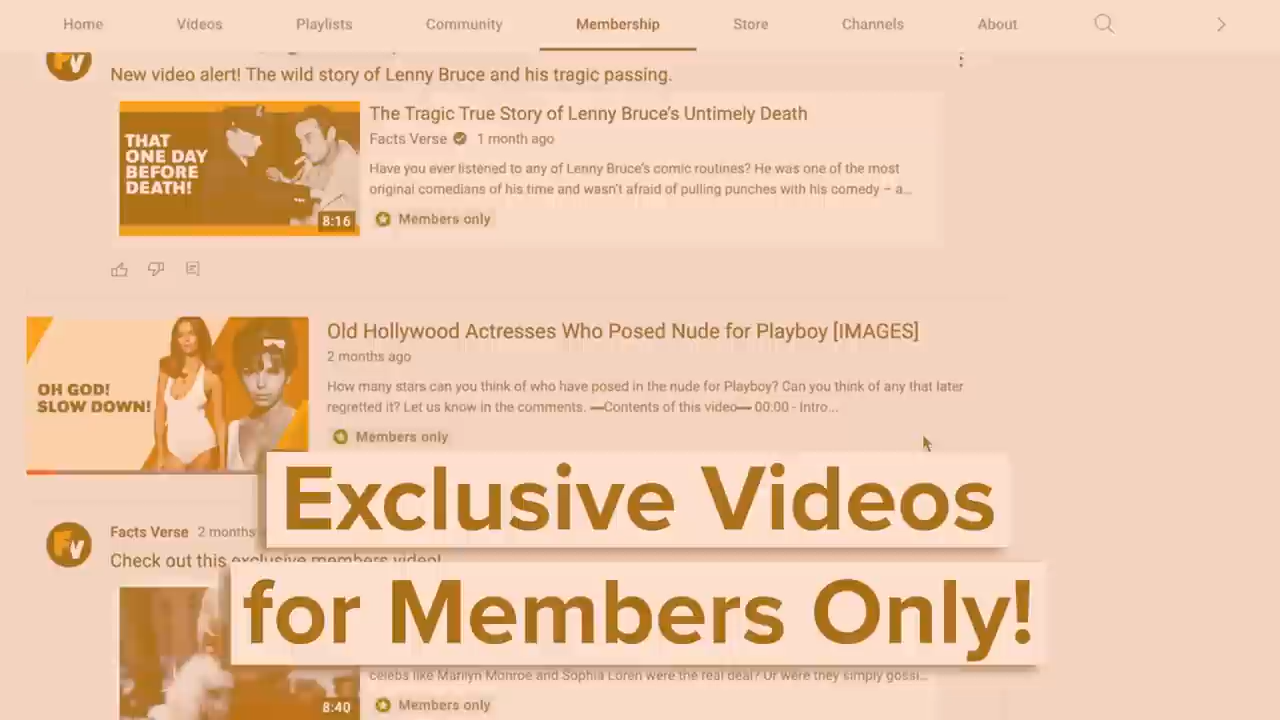 Home Videos Playlists Community Membership Store Channels About
FV
New video alert! The wild story of Lenny Bruce and his tragic passing.
THAT
ONE DAY
BEFORE
DEATH!
8:16
The Tragic True Story of Lenny Bruce's Untimely Death
Facts Verse 1 month ago
Have you ever listened to any of Lenny Bruce's comic routines? He was one of the most
original comedians of his time and wasn't afraid of pulling punches with his comedy – a...
Members only
OH GOD!
SLOW DOWN!
Old Hollywood Actresses Who Posed Nude for Playboy [IMAGES]
2 months ago
How many stars can you think of who have posed in the nude for Playboy? Can you think of any that later
regretted it? Let us know in the comments. —Contents of this video— 00:00 - Intro...
Members only
Exclusive Videos
for Members Only!
FV
Facts Verse 2 months
Check out this exclusive members video!
8:40
celebs like Marilyn Monroe and Sophia Loren were the real deal? Or were they simply gossi...
Members only